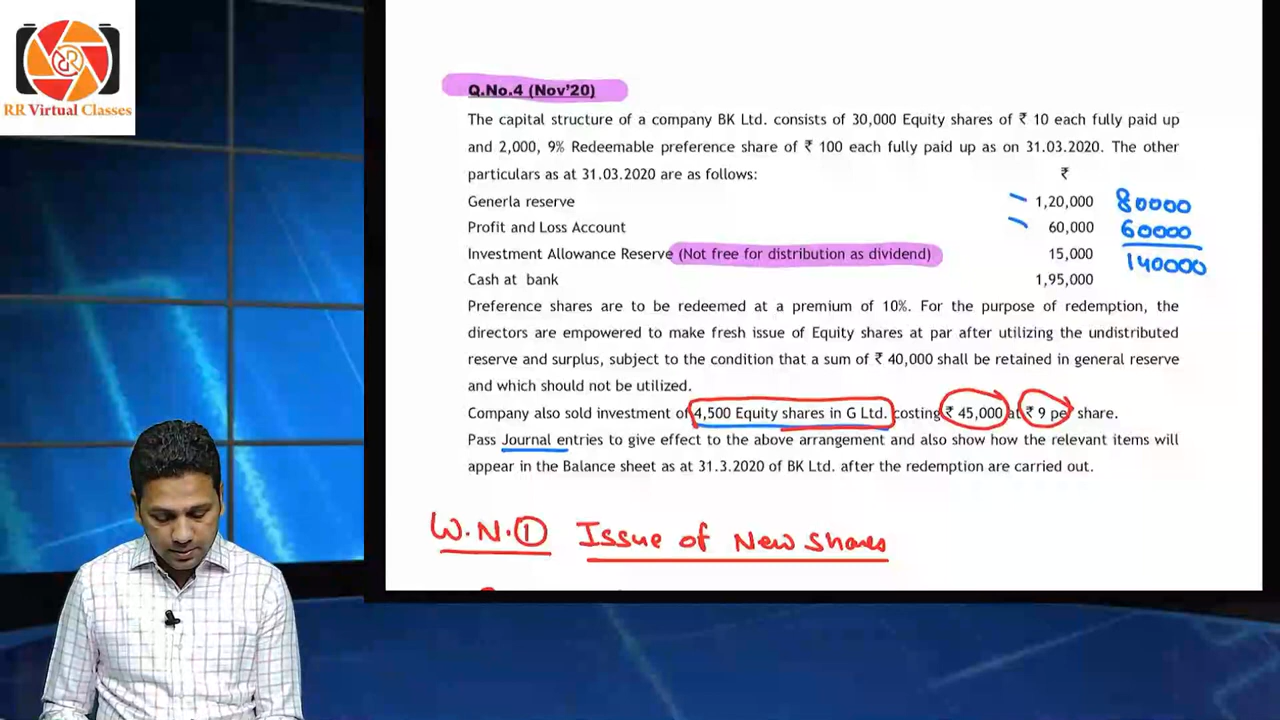 RR Virtual Classes
Q.No.4 (Nov'20)
The capital structure of a company BK Ltd. consists of 30,000 Equity shares of ₹ 10 each fully paid up
and 2,000, 9% Redeemable preference share of ₹ 100 each fully paid up as on 31.03.2020. The other
particulars as at 31.03.2020 are as follows: ₹
Generla reserve 1,20,000 80000
Profit and Loss Account 60,000 60000
Investment Allowance Reserve (Not free for distribution as dividend) 15,000 140000
Cash at bank 1,95,000
Preference shares are to be redeemed at a premium of 10%. For the purpose of redemption, the
directors are empowered to make fresh issue of Equity shares at par after utilizing the undistributed
reserve and surplus, subject to the condition that a sum of ₹ 40,000 shall be retained in general reserve
and which should not be utilized.
Company also sold investment of 4,500 Equity shares in G Ltd. costing ₹ 45,000 at ₹ 9 per share.
Pass Journal entries to give effect to the above arrangement and also show how the relevant items will
appear in the Balance sheet as at 31.3.2020 of BK Ltd. after the redemption are carried out.
W.N.① Issue of New Shares